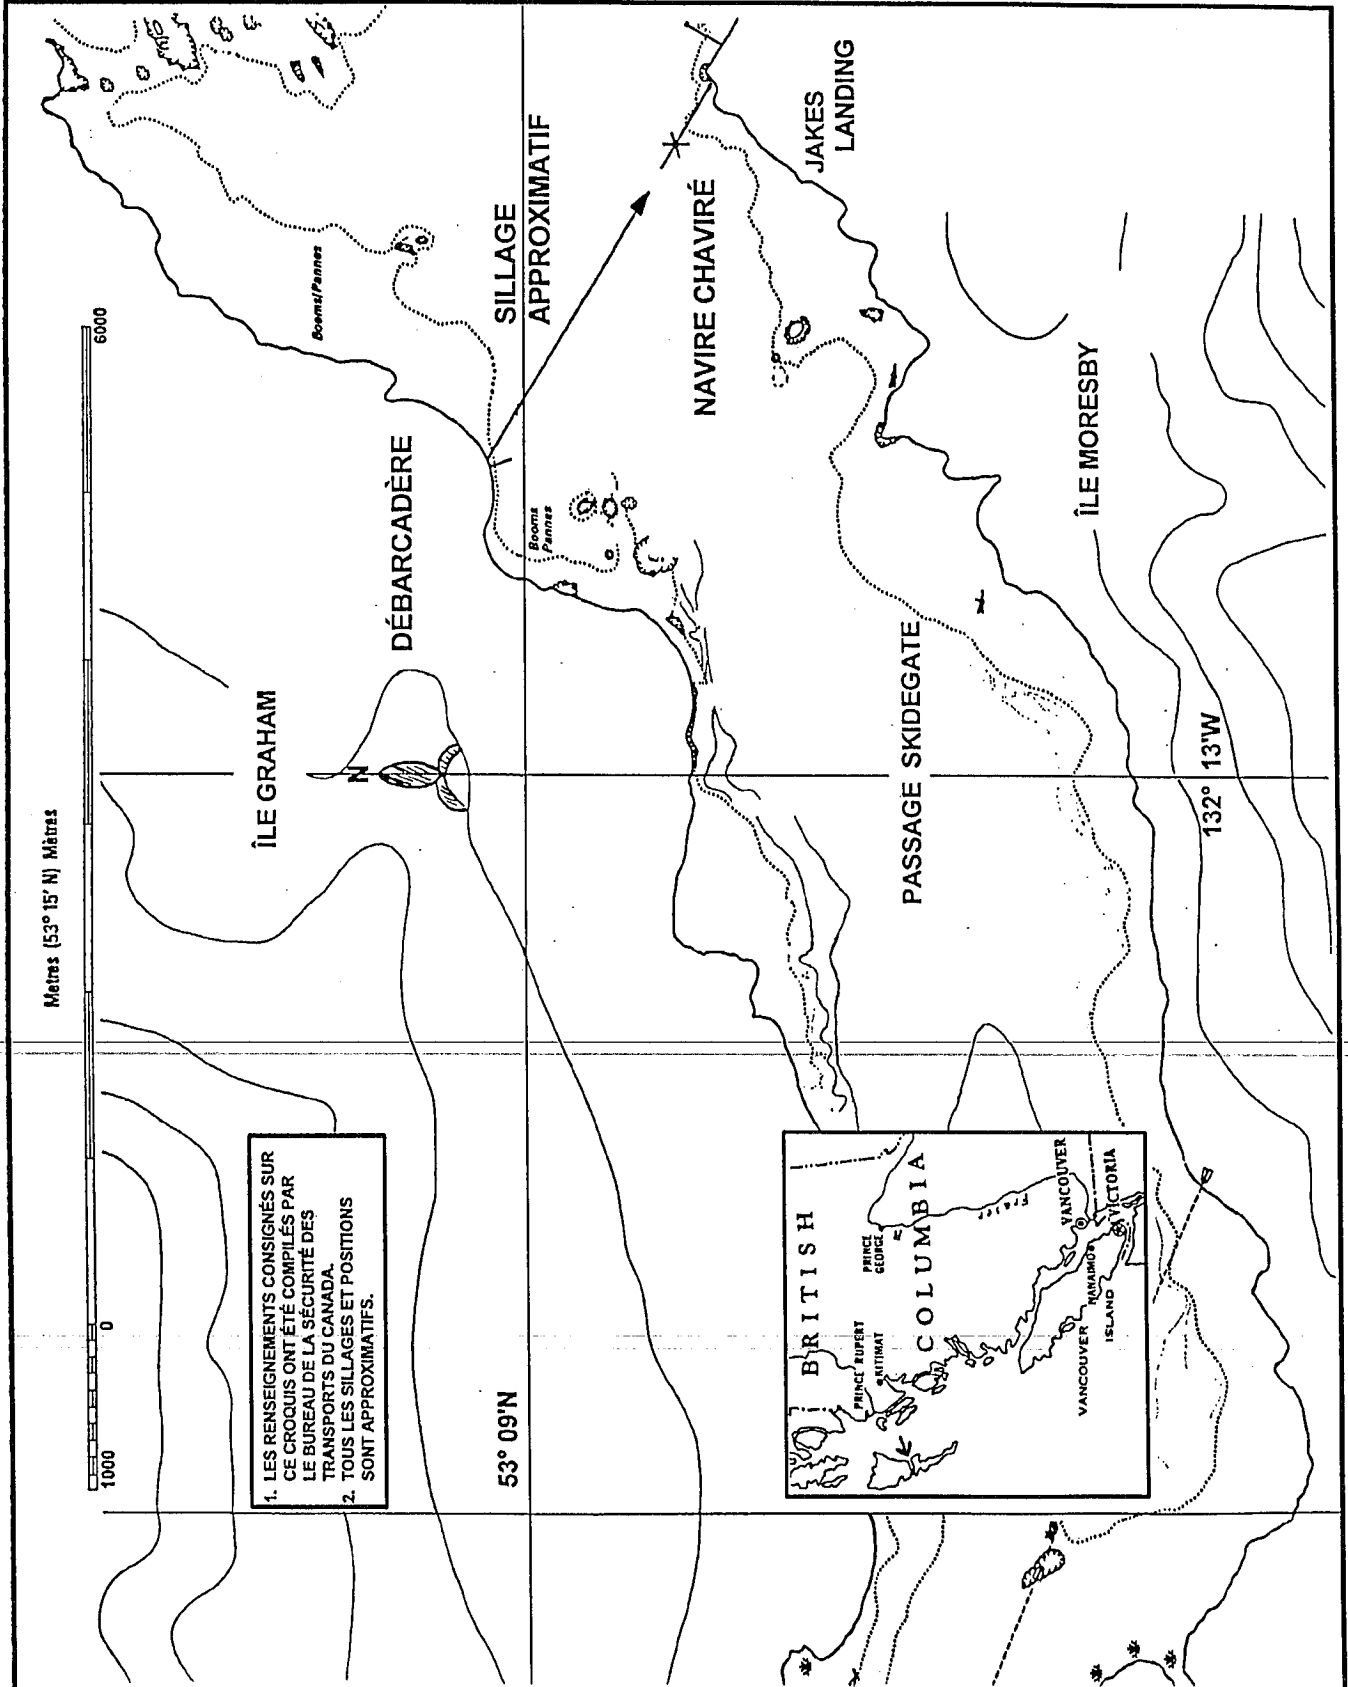 Metres (53° 15' N) Mètres
1000
0
6000
1. LES RENSEIGNEMENTS CONSIGNÉS SUR
CE CROQUIS ONT ÉTÉ COMPILÉS PAR
LE BUREAU DE LA SÉCURITÉ DES
TRANSPORTS DU CANADA.
2. TOUS LES SILLAGES ET POSITIONS
SONT APPROXIMATIFS.
ÎLE GRAHAM
N
Booms/Pannes
DÉBARCADÈRE
53° 09'N
SILLAGE
APPROXIMATIF
Booms
Pannes
NAVIRE CHAVIRÉ
JAKES
LANDING
PASSAGE SKIDEGATE
ÎLE MORESBY
132° 13'W
BRITISH
COLUMBIA
PRINCE RUPERT
KITIMAT
PRINCE
GEORGE
Fraser
VANCOUVER
NANAIMO
VICTORIA
VANCOUVER
ISLAND